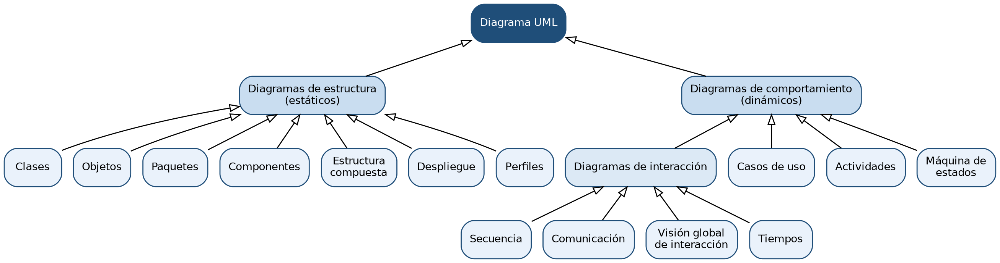 Diagrama UML
Diagramas de estructura
(estáticos)
Diagramas de comportamiento
(dinámicos)
Clases
Objetos
Paquetes
Componentes
Estructura
compuesta
Despliegue
Perfiles
Diagramas de interacción
Casos de uso
Actividades
Máquina de
estados
Secuencia
Comunicación
Visión global
de interacción
Tiempos